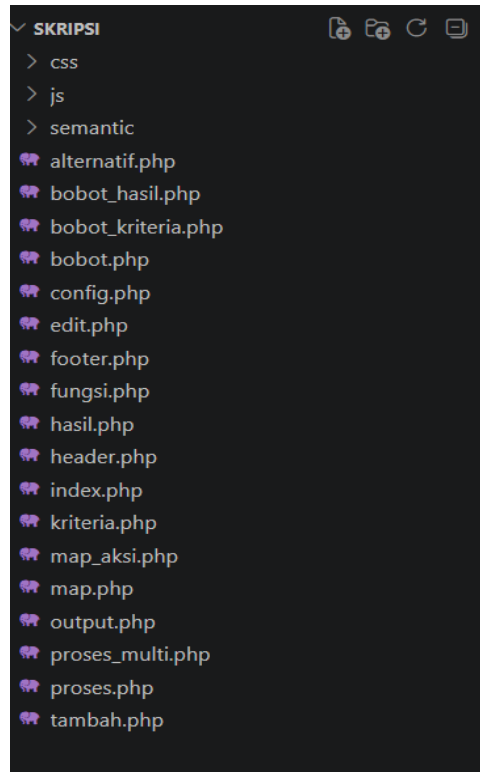 SKRIPSI
css
js
semantic
alternatif.php
bobot_hasil.php
bobot_kriteria.php
bobot.php
config.php
edit.php
footer.php
fungsi.php
hasil.php
header.php
index.php
kriteria.php
map_aksi.php
map.php
output.php
proses_multi.php
proses.php
tambah.php